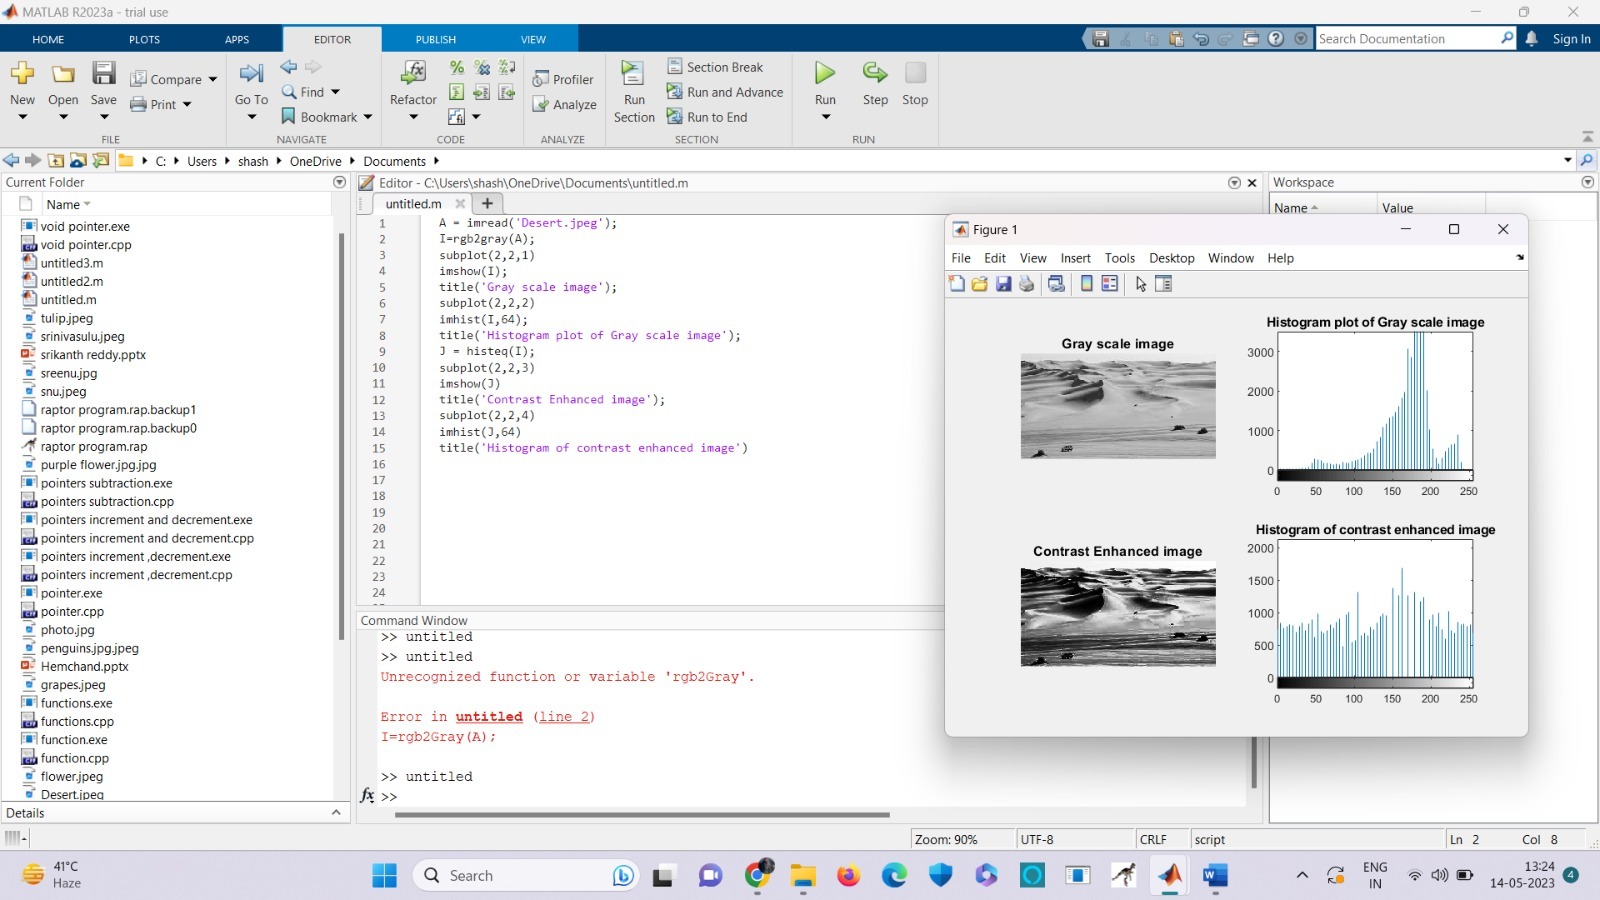 MATLAB R2023a - trial use
HOME PLOTS APPS EDITOR PUBLISH VIEW Search Documentation Sign In
New Open Save Compare Print Go To Find Bookmark Refactor Profiler Analyze Run Section Section Break Run and Advance Run to End Run Step Stop
FILE NAVIGATE CODE ANALYZE SECTION RUN
C: Users shash OneDrive Documents
Current Folder
Name
void pointer.exe
void pointer.cpp
untitled3.m
untitled2.m
untitled.m
tulip.jpeg
srinivasulu.jpeg
srikanth reddy.pptx
sreenu.jpg
snu.jpeg
raptor program.rap.backup1
raptor program.rap.backup0
raptor program.rap
purple flower.jpg.jpg
pointers subtraction.exe
pointers subtraction.cpp
pointers increment and decrement.exe
pointers increment and decrement.cpp
pointers increment ,decrement.exe
pointers increment ,decrement.cpp
pointer.exe
pointer.cpp
photo.jpg
penguins.jpg.jpeg
Hemchand.pptx
grapes.jpeg
functions.exe
functions.cpp
function.exe
function.cpp
flower.jpeg
Desert.jpeg
Details
Editor - C:\Users\shash\OneDrive\Documents\untitled.m
untitled.m
1 A = imread('Desert.jpeg');
2 I=rgb2gray(A);
3 subplot(2,2,1)
4 imshow(I);
5 title('Gray scale image');
6 subplot(2,2,2)
7 imhist(I,64);
8 title('Histogram plot of Gray scale image');
9 J = histeq(I);
10 subplot(2,2,3)
11 imshow(J)
12 title('Contrast Enhanced image');
13 subplot(2,2,4)
14 imhist(J,64)
15 title('Histogram of contrast enhanced image')
16
17
18
19
20
21
22
23
24
Command Window
>> untitled
>> untitled
Unrecognized function or variable 'rgb2Gray'.
Error in untitled (line 2)
I=rgb2Gray(A);
>> untitled
fx >>
Workspace
Name Value
Figure 1
File Edit View Insert Tools Desktop Window Help
Gray scale image
Histogram plot of Gray scale image
3000
2000
1000
0
0 50 100 150 200 250
Contrast Enhanced image
Histogram of contrast enhanced image
2000
1500
1000
500
0
0 50 100 150 200 250
Zoom: 90% UTF-8 CRLF script Ln 2 Col 8
41°C
Haze
Search
ENG
IN
13:24
14-05-2023
4